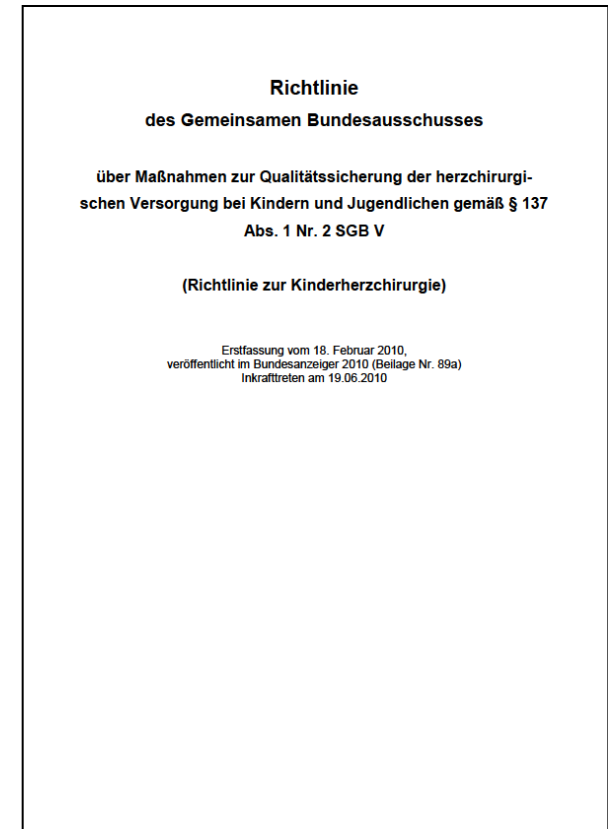 Richtlinie
des Gemeinsamen Bundesausschusses
über Maßnahmen zur Qualitätssicherung der herzchirurgi-
schen Versorgung bei Kindern und Jugendlichen gemäß § 137
Abs. 1 Nr. 2 SGB V
(Richtlinie zur Kinderherzchirurgie)
Erstfassung vom 18. Februar 2010,
veröffentlicht im Bundesanzeiger 2010 (Beilage Nr. 89a)
Inkrafttreten am 19.06.2010